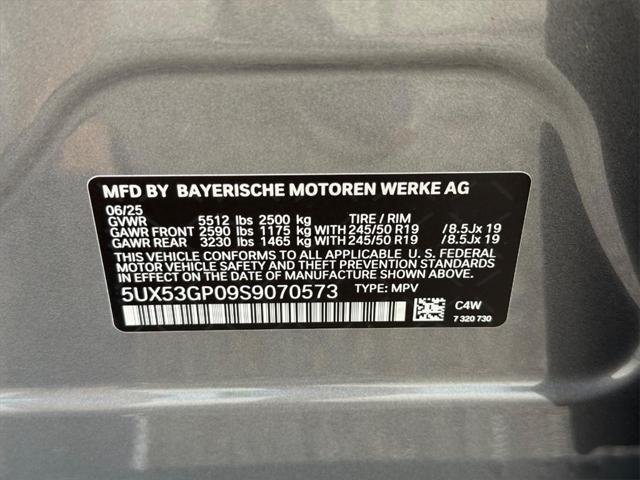 MFD BY BAYERISCHE MOTOREN WERKE AG
06/25
GVWR 5512 lbs 2500 kg TIRE / RIM
GAWR FRONT 2590 lbs 1175 kg WITH 245/50 R19 /8.5Jx 19
GAWR REAR 3230 lbs 1465 kg WITH 245/50 R19 /8.5Jx 19
THIS VEHICLE CONFORMS TO ALL APPLICABLE U. S. FEDERAL
MOTOR VEHICLE SAFETY, BUMPER, AND THEFT PREVENTION
STANDARDS IN EFFECT ON THE DATE OF MANUFACTURE SHOWN ABOVE.
5UX53GP09S9070573 TYPE: MPV
C4W
7 320 730